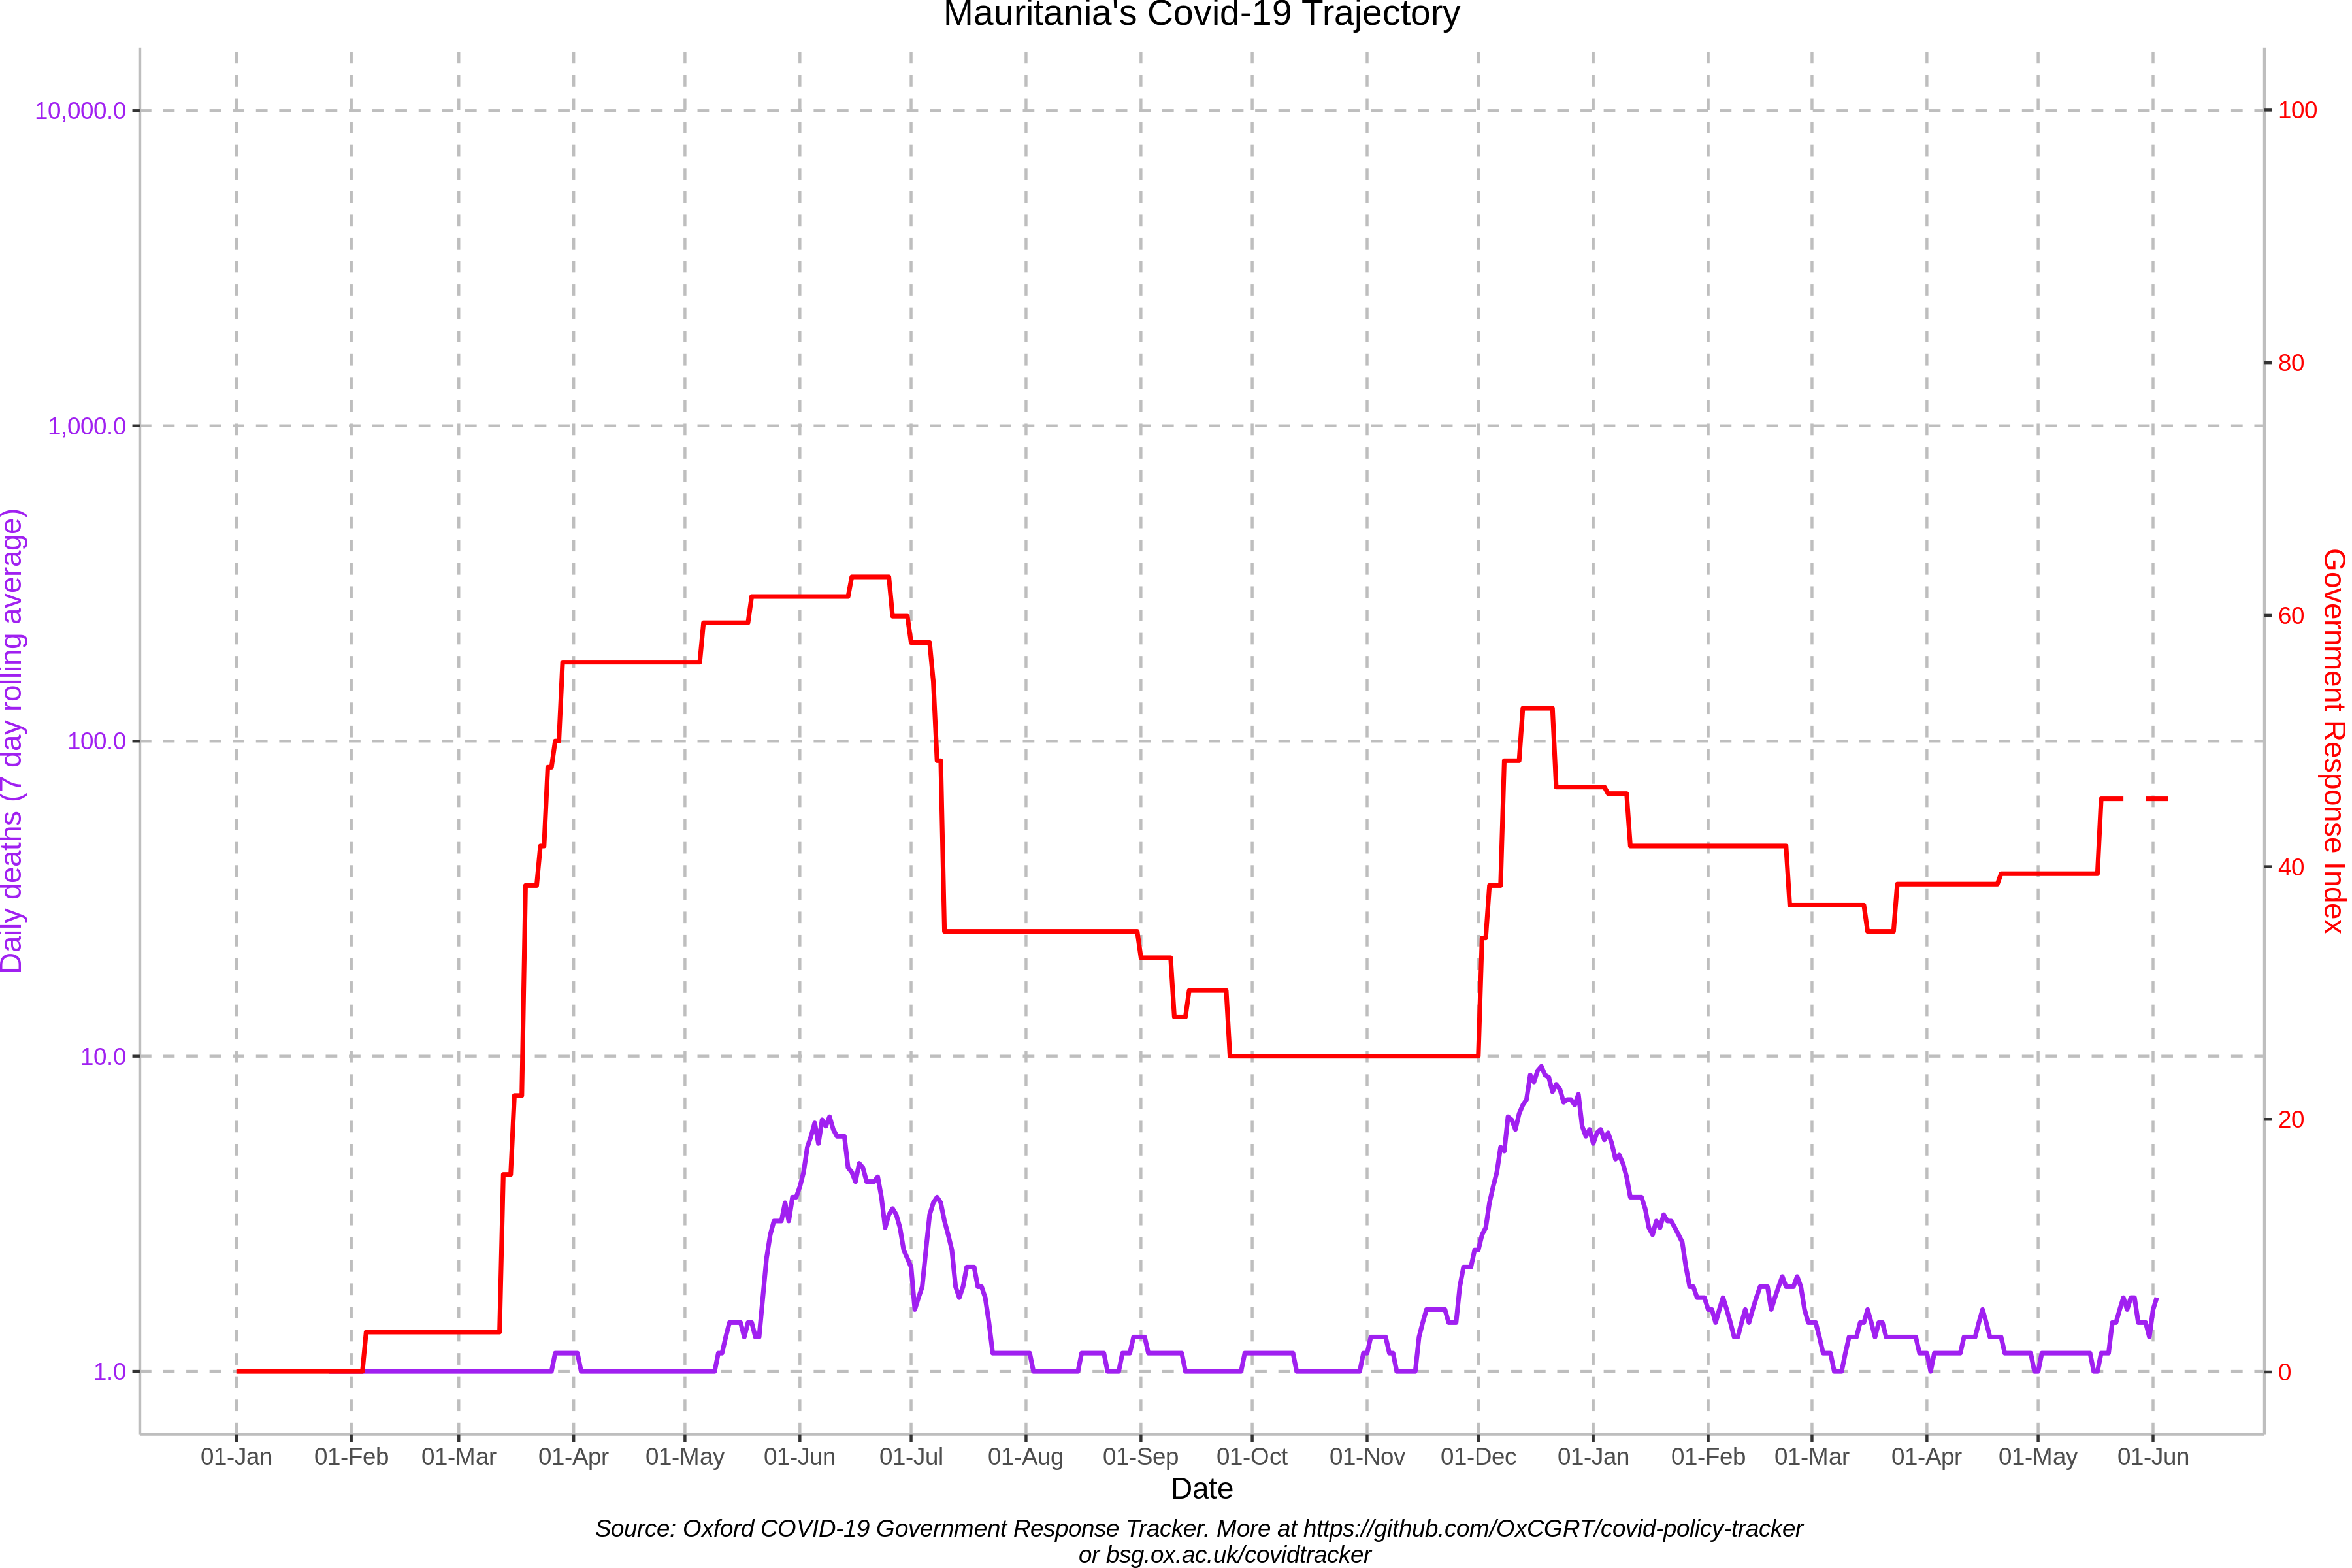 Mauritania's Covid-19 Trajectory
10,000.0
1,000.0
100.0
10.0
1.0
Daily deaths (7 day rolling average)
100
80
60
40
20
0
Government Response Index
01-Jan 01-Feb 01-Mar 01-Apr 01-May 01-Jun 01-Jul 01-Aug 01-Sep 01-Oct 01-Nov 01-Dec 01-Jan 01-Feb 01-Mar 01-Apr 01-May 01-Jun
Date
Source: Oxford COVID-19 Government Response Tracker. More at https://github.com/OxCGRT/covid-policy-tracker
or bsg.ox.ac.uk/covidtracker